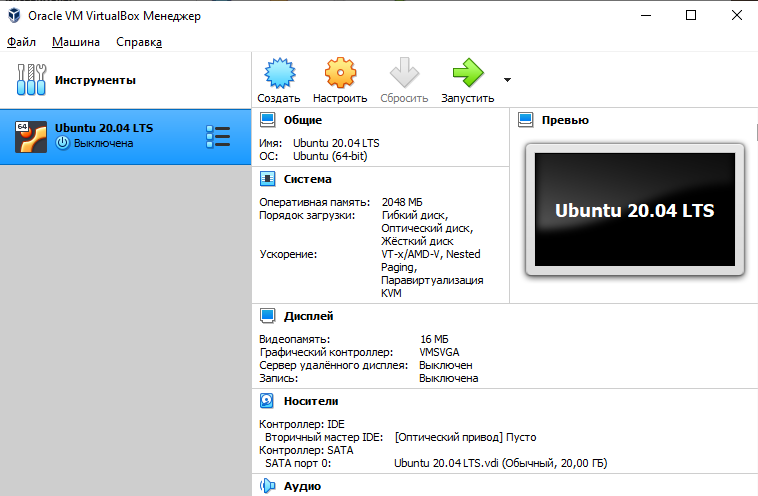 Oracle VM VirtualBox Менеджер
Файл Машина Справка
Инструменты
Создать Настроить Сбросить Запустить
64
Ubuntu 20.04 LTS
Выключена
Общие
Имя: Ubuntu 20.04 LTS
ОС: Ubuntu (64-bit)
Превью
Ubuntu 20.04 LTS
Система
Оперативная память: 2048 МБ
Порядок загрузки: Гибкий диск,
Оптический диск,
Жёсткий диск
Ускорение: VT-x/AMD-V, Nested
Paging,
Паравиртуализация
KVM
Дисплей
Видеопамять: 16 МБ
Графический контроллер: VMSVGA
Сервер удалённого дисплея: Выключен
Запись: Выключена
Носители
Контроллер: IDE
Вторичный мастер IDE: [Оптический привод] Пусто
Контроллер: SATA
SATA порт 0: Ubuntu 20.04 LTS.vdi (Обычный, 20,00 ГБ)
Аудио